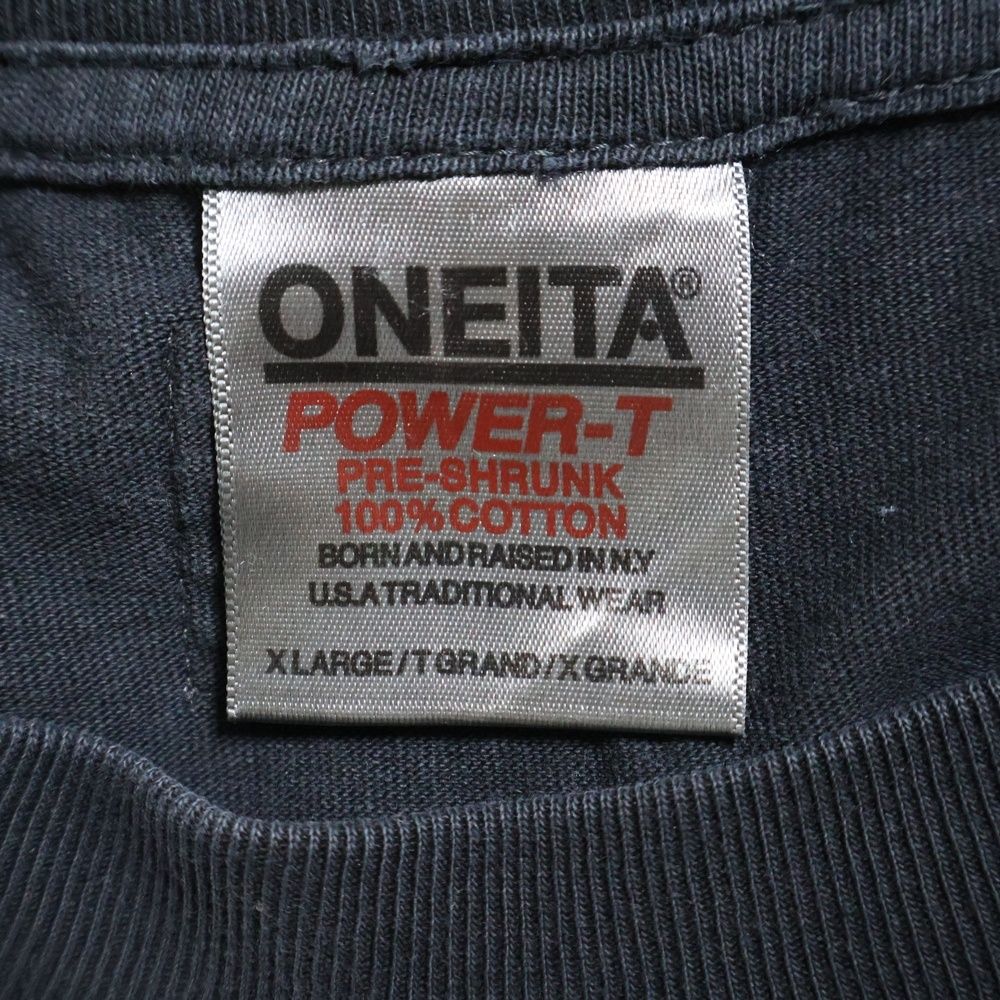 ONEITA®
POWER-T
PRE-SHRUNK
100% COTTON
BORN AND RAISED IN N.Y
U.S.A TRADITIONAL WEAR
X LARGE / T GRAND / X GRANDE